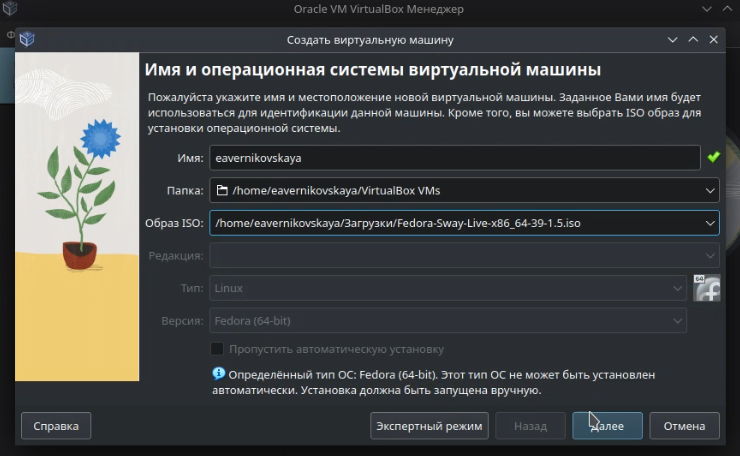 Oracle VM VirtualBox Менеджер
Ф
Создать виртуальную машину
Имя и операционная системы виртуальной машины
Пожалуйста укажите имя и местоположение новой виртуальной машины. Заданное Вами имя будет
использоваться для идентификации данной машины. Кроме того, вы можете выбрать ISO образ для
установки операционной системы.
Имя: eavernikovskaya
Папка: /home/eavernikovskaya/VirtualBox VMs
Образ ISO: /home/eavernikovskaya/Загрузки/Fedora-Sway-Live-x86_64-39-1.5.iso
Редакция:
Тип: Linux 64
Версия: Fedora (64-bit)
Пропустить автоматическую установку
Определённый тип ОС: Fedora (64-bit). Этот тип ОС не может быть установлен
автоматически. Установка должна быть запущена вручную.
Справка Экспертный режим Назад Далее Отмена